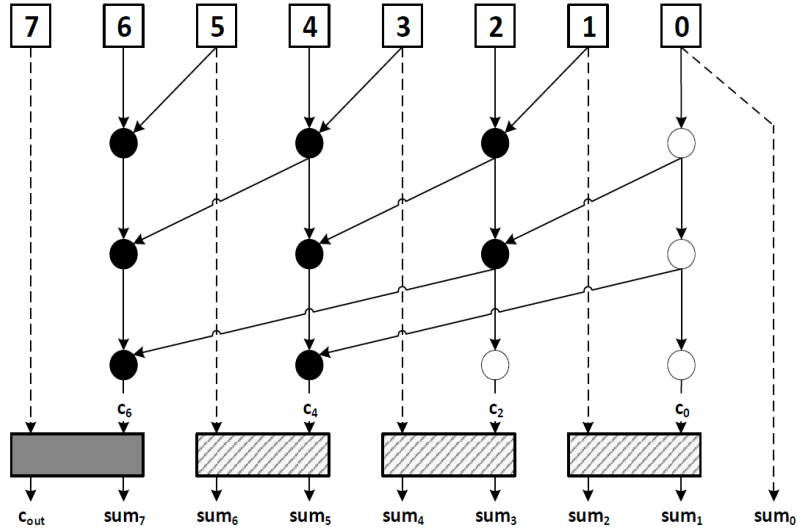 7 6 5 4 3 2 1 0
c₆ c₄ c₂ c₀
c_out sum₇ sum₆ sum₅ sum₄ sum₃ sum₂ sum₁ sum₀